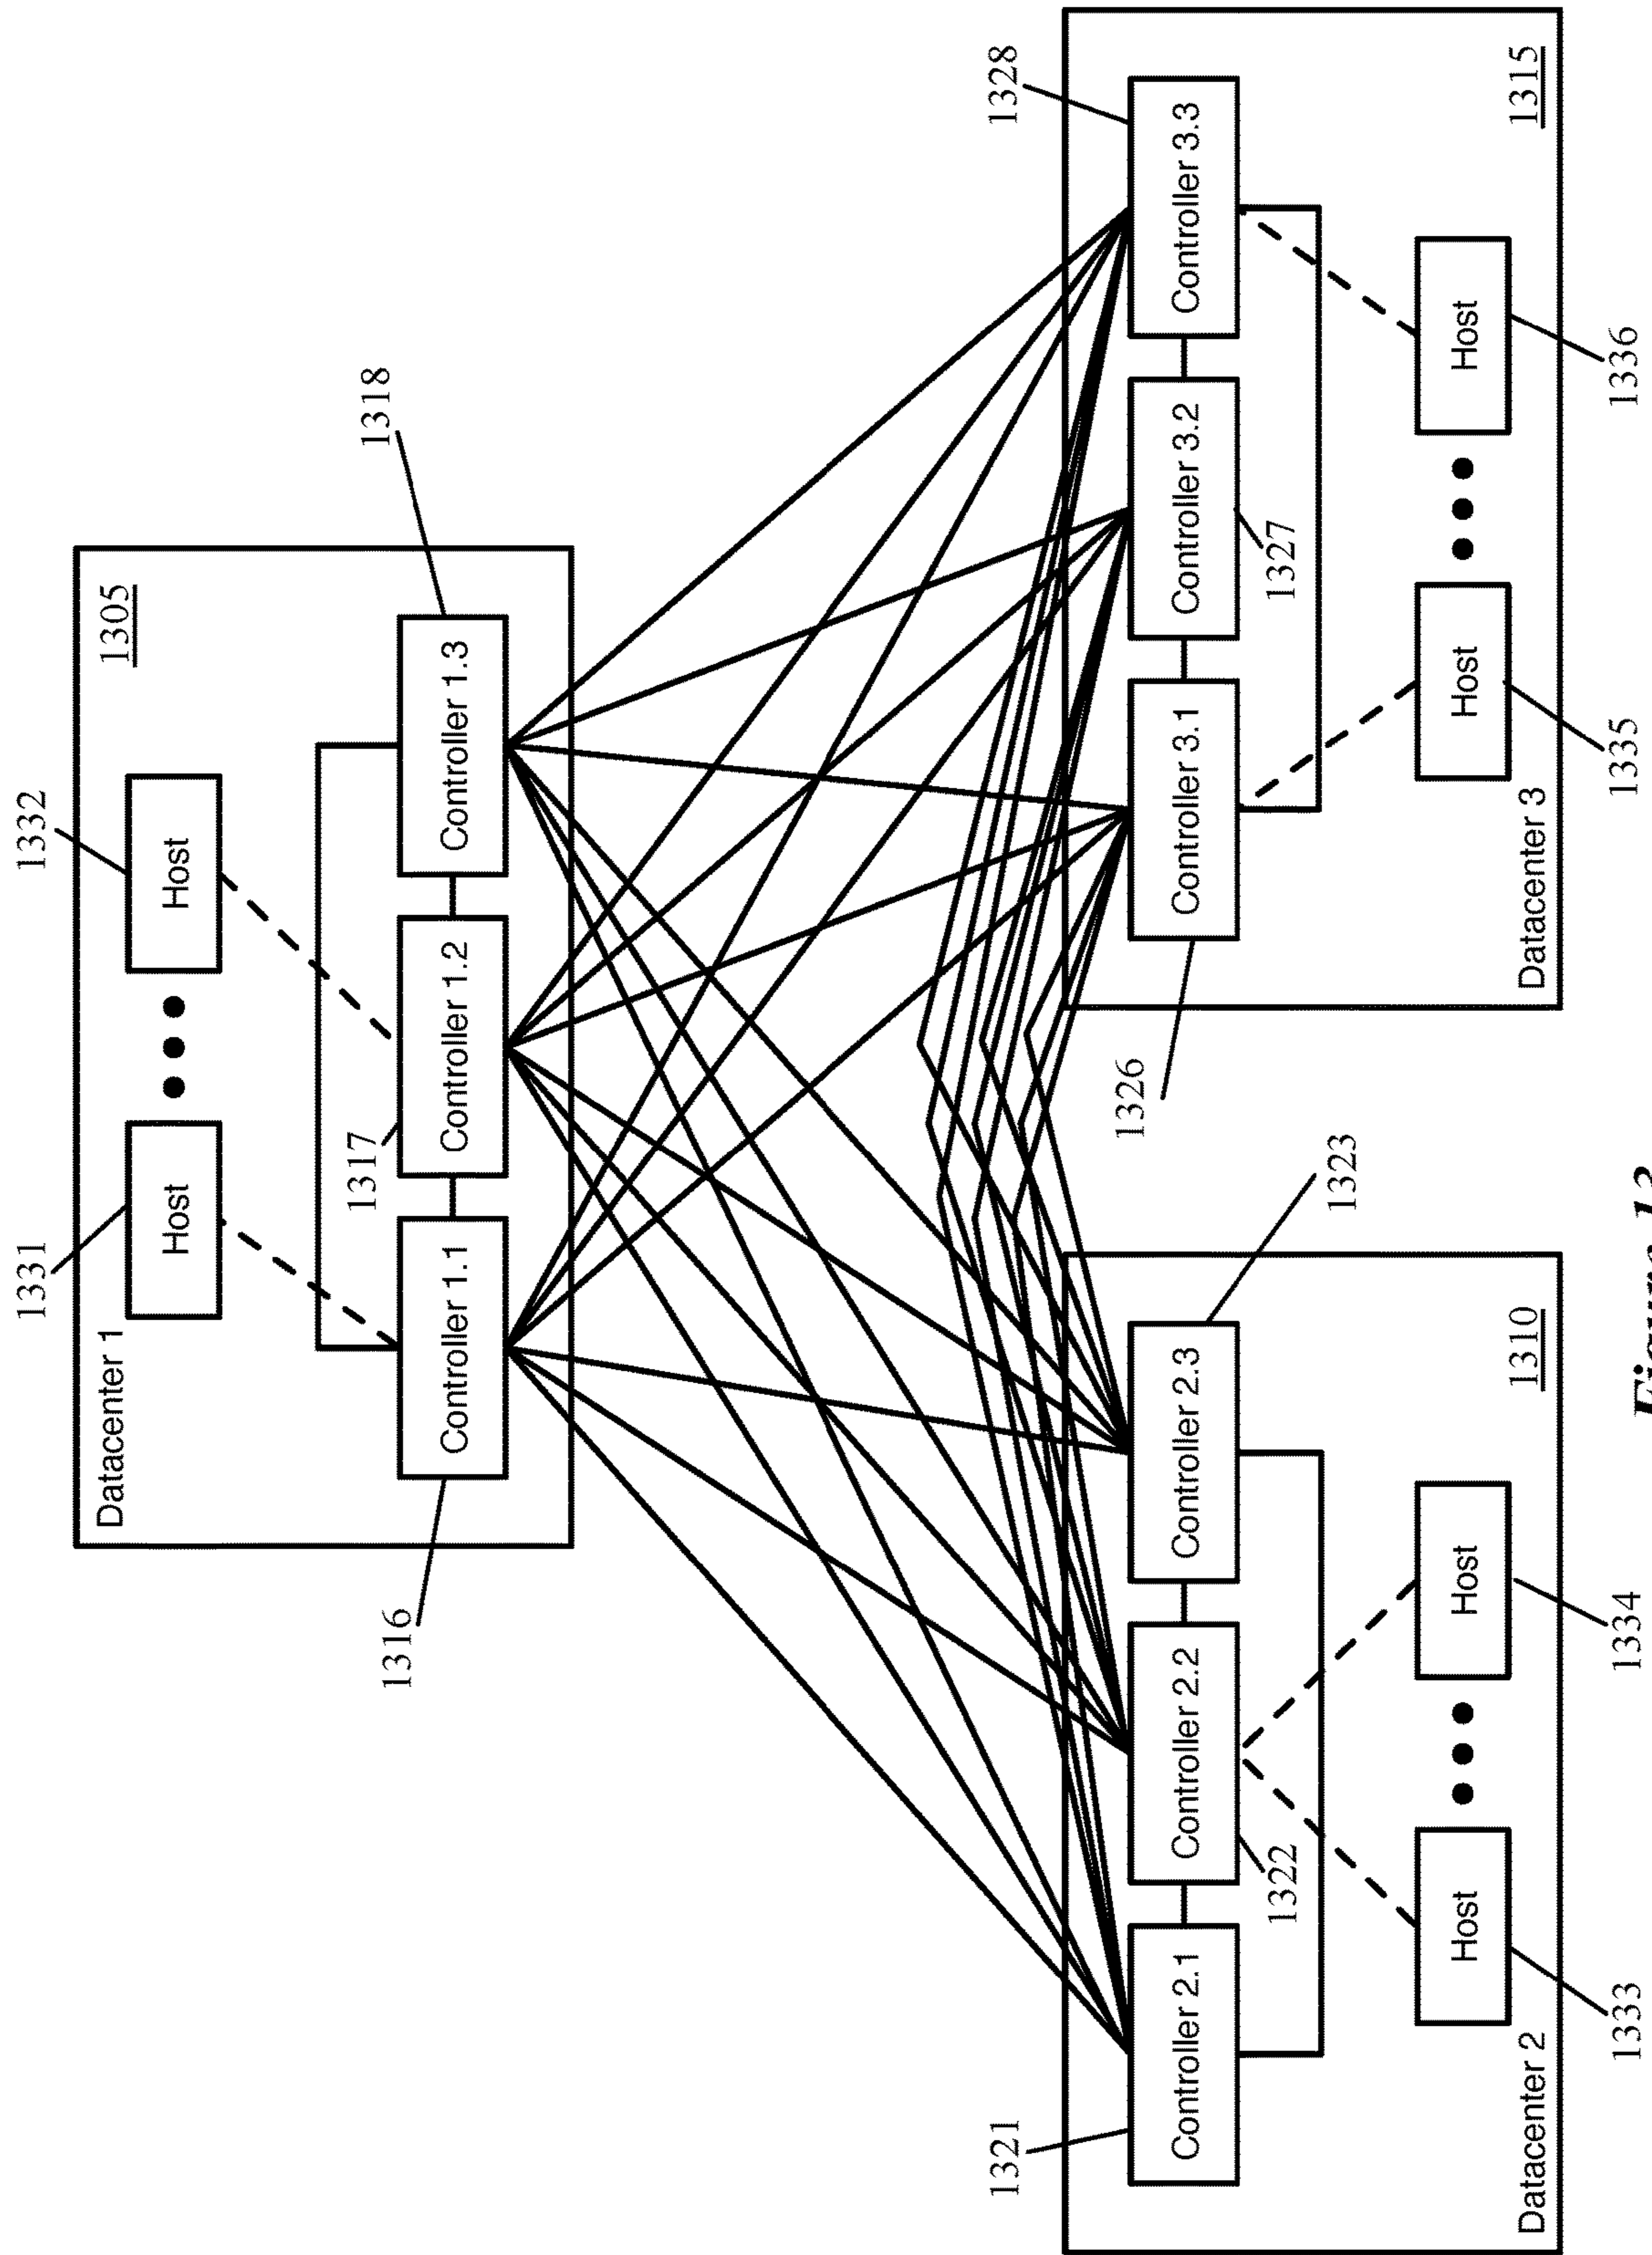 1331
1332
Datacenter 1
1305
Host
Host
1316
1317
1318
Controller 1.1
Controller 1.2
Controller 1.3
1321
1328
1326
Controller 2.1
Controller 2.2
Controller 2.3
Controller 3.1
Controller 3.2
Controller 3.3
1322
1323
1327
Host
Host
Host
Host
Datacenter 2
1310
Datacenter 3
1315
1333
1334
1335
1336
Figure 13